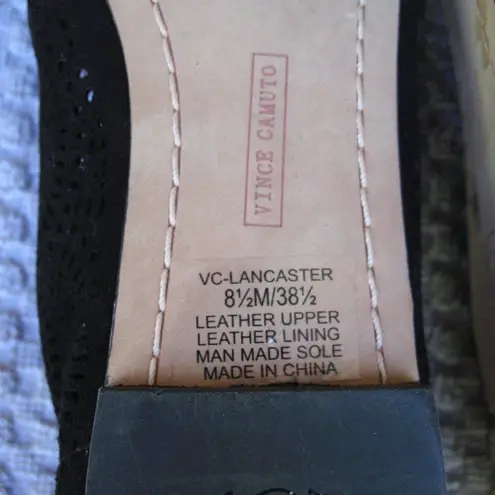 VINCE CAMUTO
VC-LANCASTER
8½M/38½
LEATHER UPPER
LEATHER LINING
MAN MADE SOLE
MADE IN CHINA